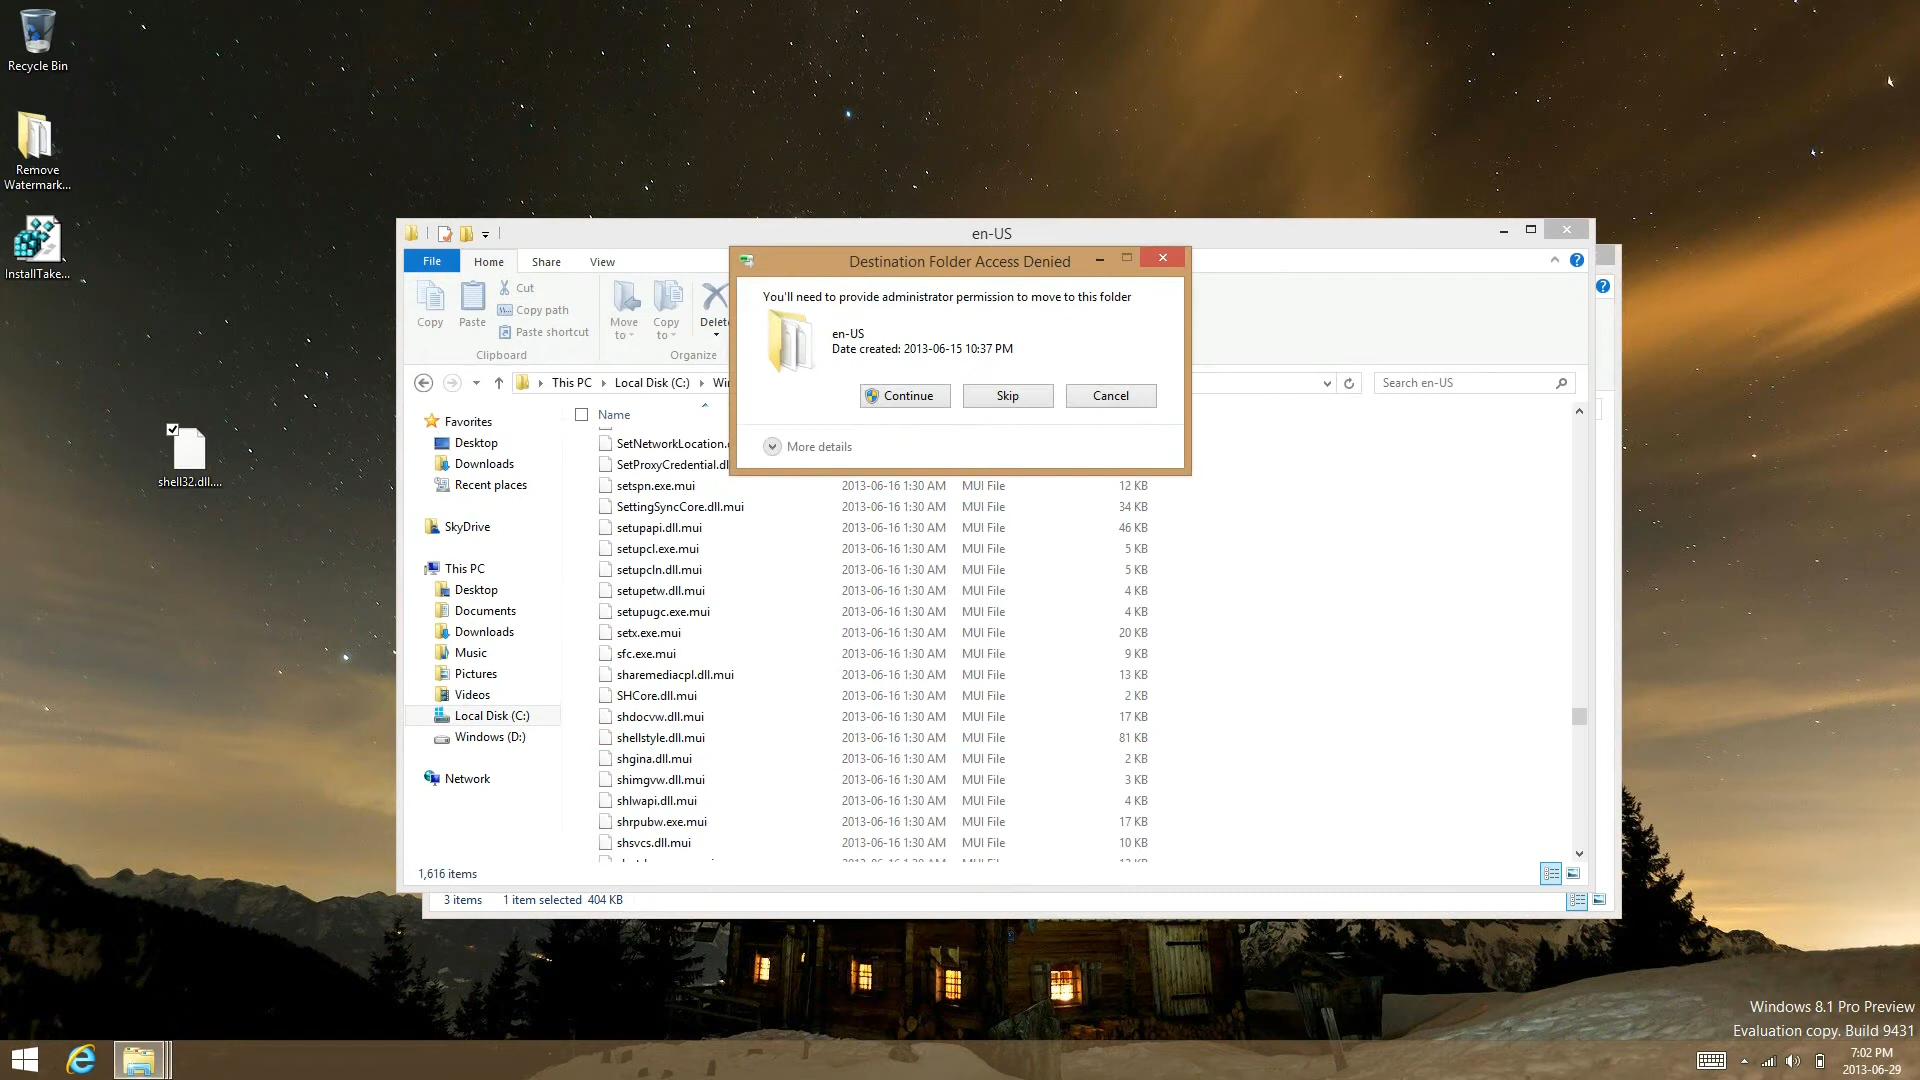 Recycle Bin
Remove
Watermark...
InstallTake...
shell32.dll....
en-US
File
Home
Share
View
Copy
Paste
Cut
Copy path
Paste shortcut
Clipboard
Move
to
Copy
to
Delete
Organize
This PC
Local Disk (C:)
Search en-US
Destination Folder Access Denied
You'll need to provide administrator permission to move to this folder
en-US
Date created: 2013-06-15 10:37 PM
Continue
Skip
Cancel
More details
Favorites
Desktop
Downloads
Recent places
SkyDrive
This PC
Desktop
Documents
Downloads
Music
Pictures
Videos
Local Disk (C:)
Windows (D:)
Network
Name
SetNetworkLocation.
SetProxyCredential.dl
setspn.exe.mui 2013-06-16 1:30 AM MUI File 12 KB
SettingSyncCore.dll.mui 2013-06-16 1:30 AM MUI File 34 KB
setupapi.dll.mui 2013-06-16 1:30 AM MUI File 46 KB
setupcl.exe.mui 2013-06-16 1:30 AM MUI File 5 KB
setupcln.dll.mui 2013-06-16 1:30 AM MUI File 5 KB
setupetw.dll.mui 2013-06-16 1:30 AM MUI File 4 KB
setupugc.exe.mui 2013-06-16 1:30 AM MUI File 4 KB
setx.exe.mui 2013-06-16 1:30 AM MUI File 20 KB
sfc.exe.mui 2013-06-16 1:30 AM MUI File 9 KB
sharemediacpl.dll.mui 2013-06-16 1:30 AM MUI File 13 KB
SHCore.dll.mui 2013-06-16 1:30 AM MUI File 2 KB
shdocvw.dll.mui 2013-06-16 1:30 AM MUI File 17 KB
shellstyle.dll.mui 2013-06-16 1:30 AM MUI File 81 KB
shgina.dll.mui 2013-06-16 1:30 AM MUI File 2 KB
shimgvw.dll.mui 2013-06-16 1:30 AM MUI File 3 KB
shlwapi.dll.mui 2013-06-16 1:30 AM MUI File 4 KB
shrpubw.exe.mui 2013-06-16 1:30 AM MUI File 17 KB
shsvcs.dll.mui 2013-06-16 1:30 AM MUI File 10 KB
1,616 items
3 items 1 item selected 404 KB
Windows 8.1 Pro Preview
Evaluation copy. Build 9431
7:02 PM
2013-06-29